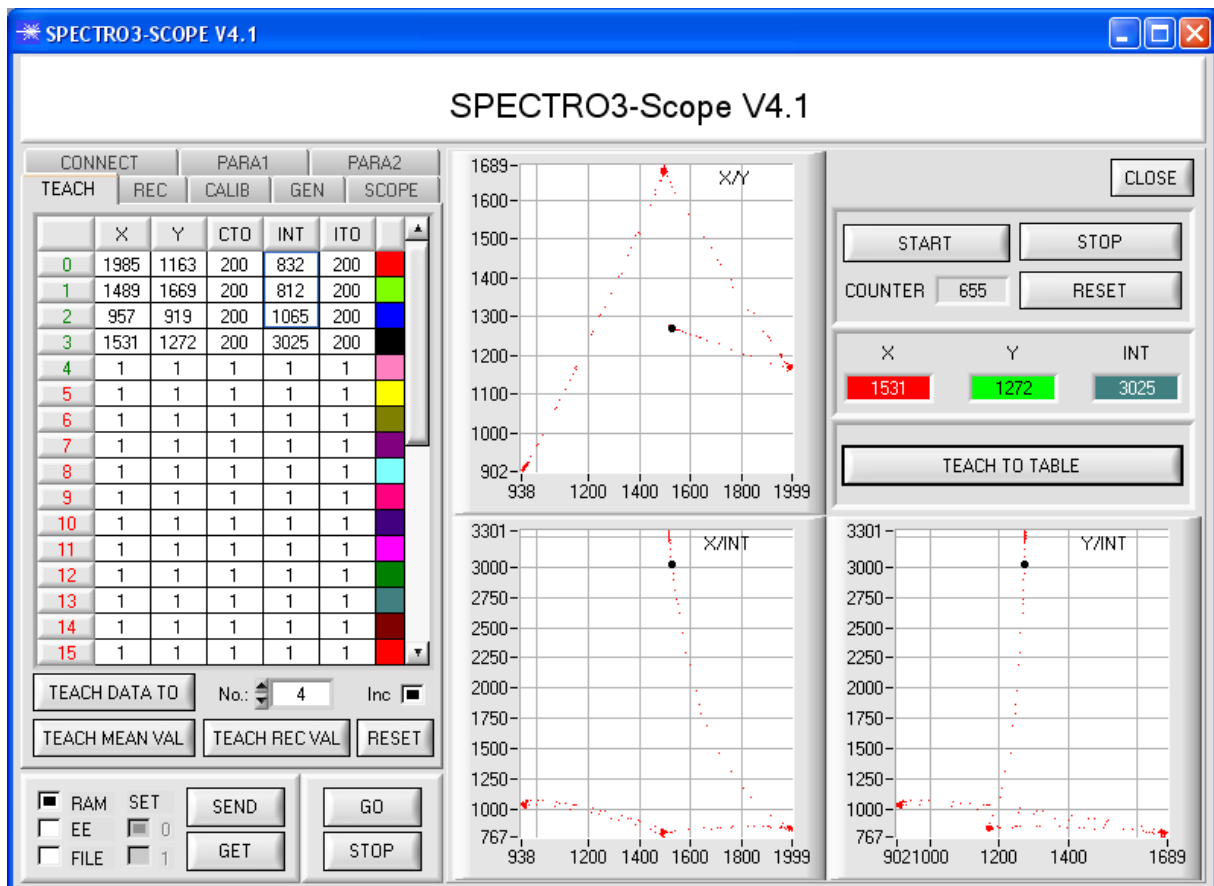 SPECTRO3-SCOPE V4.1
SPECTRO3-Scope V4.1
CONNECT PARA1 PARA2
TEACH REC CALIB GEN SCOPE
X Y CTO INT ITO
0 1985 1163 200 832 200
1 1489 1669 200 812 200
2 957 919 200 1065 200
3 1531 1272 200 3025 200
4 1 1 1 1 1
5 1 1 1 1 1
6 1 1 1 1 1
7 1 1 1 1 1
8 1 1 1 1 1
9 1 1 1 1 1
10 1 1 1 1 1
11 1 1 1 1 1
12 1 1 1 1 1
13 1 1 1 1 1
14 1 1 1 1 1
15 1 1 1 1 1
TEACH DATA TO No.: 4 Inc
TEACH MEAN VAL TEACH REC VAL RESET
RAM SET SEND GO
EE 0
FILE 1 GET STOP
X/Y
1689
1600
1500
1400
1300
1200
1100
1000
902
938 1200 1400 1600 1800 1999
CLOSE
START STOP
COUNTER 655 RESET
X Y INT
1531 1272 3025
TEACH TO TABLE
X/INT
3301
3000
2750
2500
2250
2000
1750
1500
1250
1000
767
938 1200 1400 1600 1800 1999
Y/INT
3301
3000
2750
2500
2250
2000
1750
1500
1250
1000
767
902 1000 1200 1400 1689